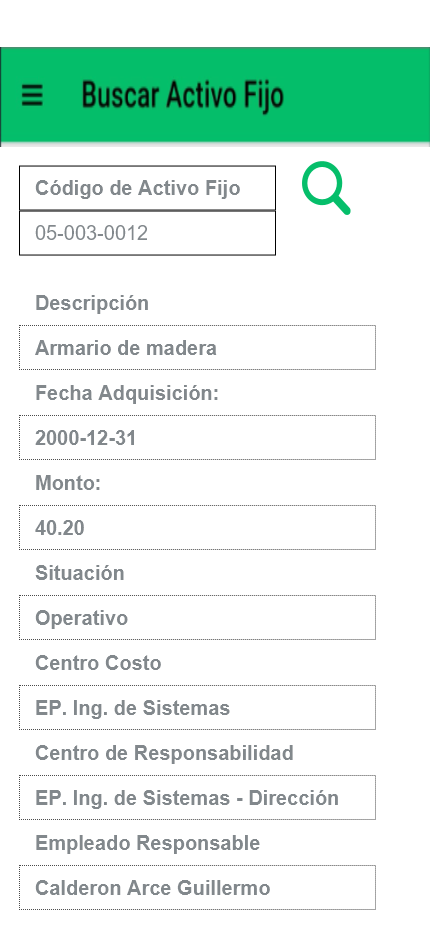 Buscar Activo Fijo
Código de Activo Fijo
05-003-0012
Descripción
Armario de madera
Fecha Adquisición:
2000-12-31
Monto:
40.20
Situación
Operativo
Centro Costo
EP. Ing. de Sistemas
Centro de Responsabilidad
EP. Ing. de Sistemas - Dirección
Empleado Responsable
Calderon Arce Guillermo